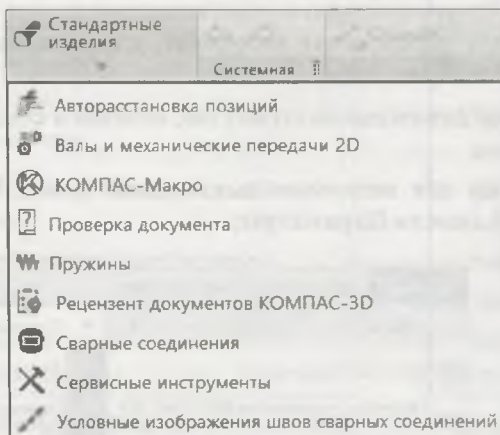 Стандартные
изделия
Системная
Авторасстановка позиций
Валы и механические передачи 2D
КОМПАС-Макро
Проверка документа
Пружины
Рецензент документов КОМПАС-3D
Сварные соединения
Сервисные инструменты
Условные изображения швов сварных соединений